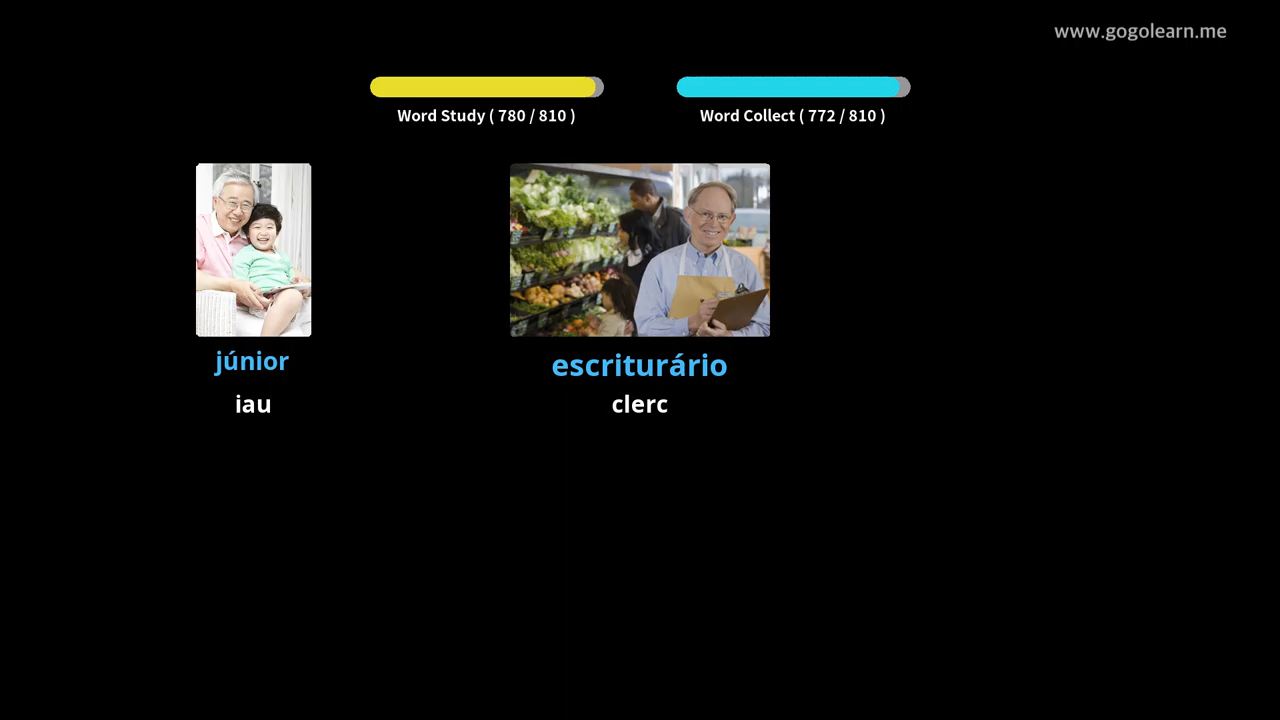 www.gogolearn.me
Word Study ( 780 / 810 )
Word Collect ( 772 / 810 )
júnior
iau
escriturário
clerc